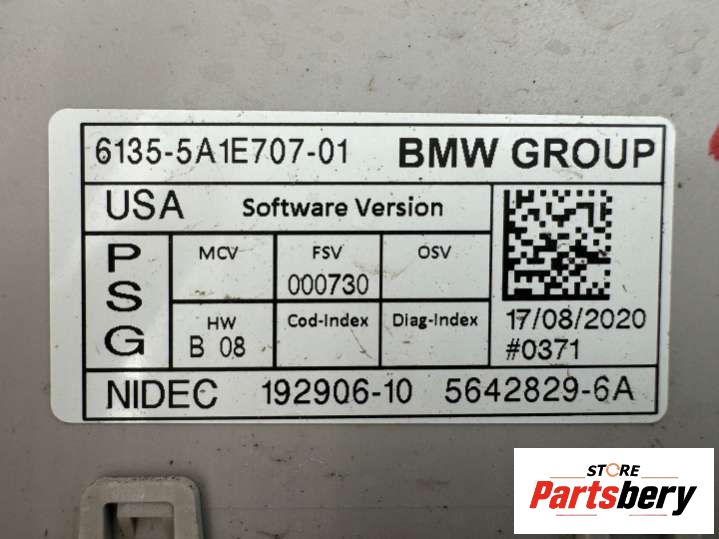 6135-5A1E707-01 BMW GROUP
USA Software Version
PSG
MCV FSV OSV
000730
HW Cod-Index Diag-Index
B 08
17/08/2020
#0371
NIDEC 192906-10 5642829-6A
STORE
Partsbery